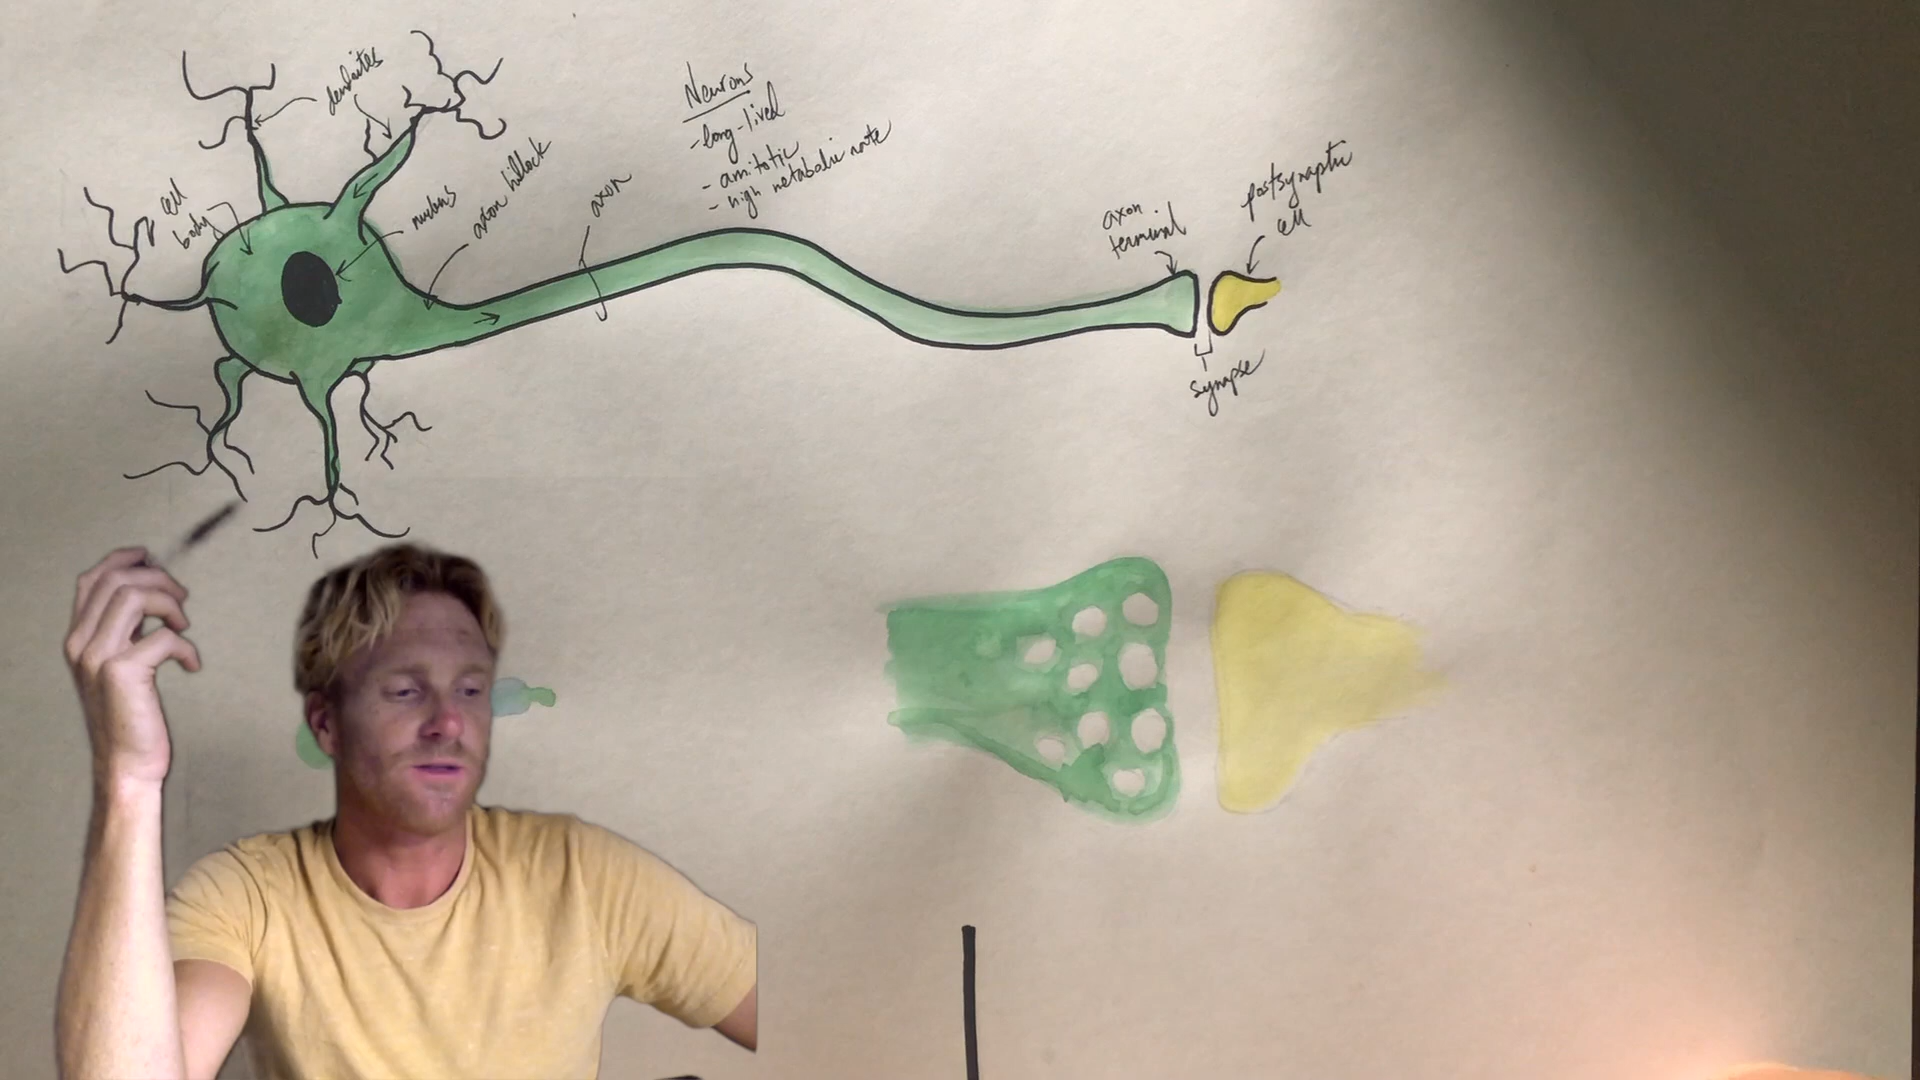 dendrites
Neurons
- long-lived
- amitotic
- high metabolic rate
cell
body
nucleus
axon hillock
axon
axon
terminal
postsynaptic
cell
synapse